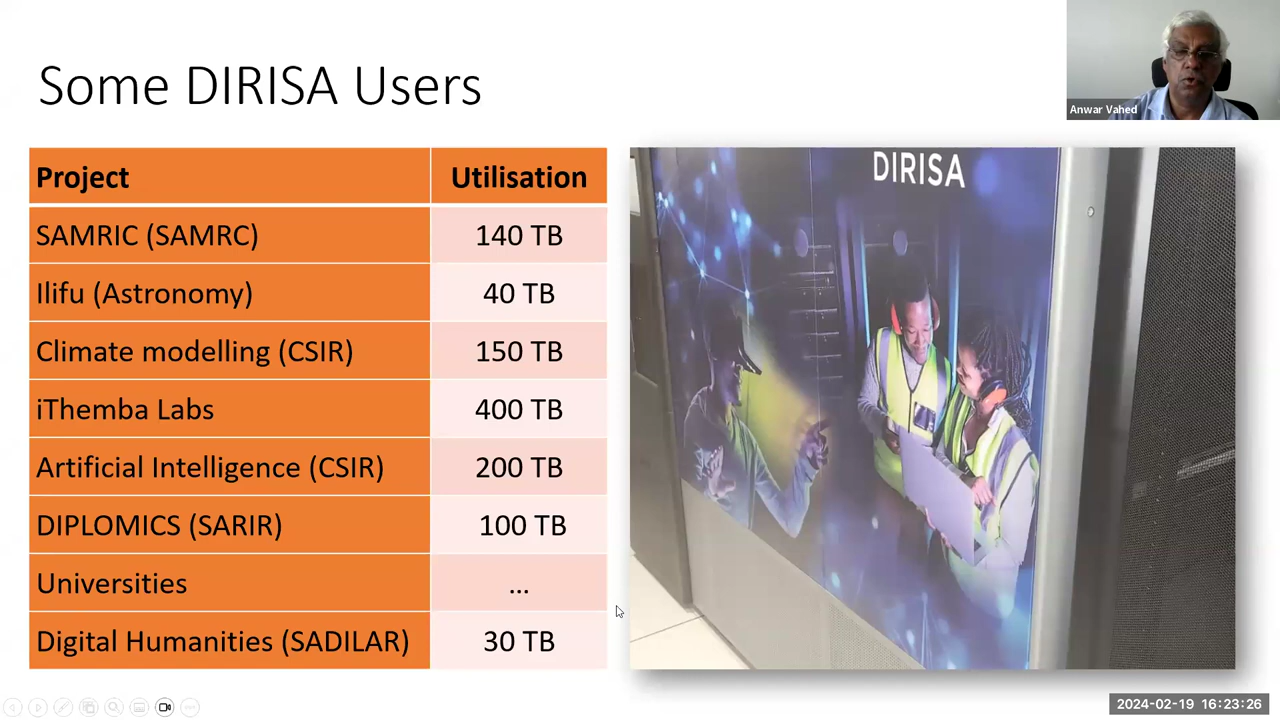 Some DIRISA Users
Anwar Vahed
Project Utilisation
SAMRIC (SAMRC) 140 TB
Ilifu (Astronomy) 40 TB
Climate modelling (CSIR) 150 TB
iThemba Labs 400 TB
Artificial Intelligence (CSIR) 200 TB
DIPLOMICS (SARIR) 100 TB
Universities ...
Digital Humanities (SADILAR) 30 TB
DIRISA
2024-02-19 16:23:26